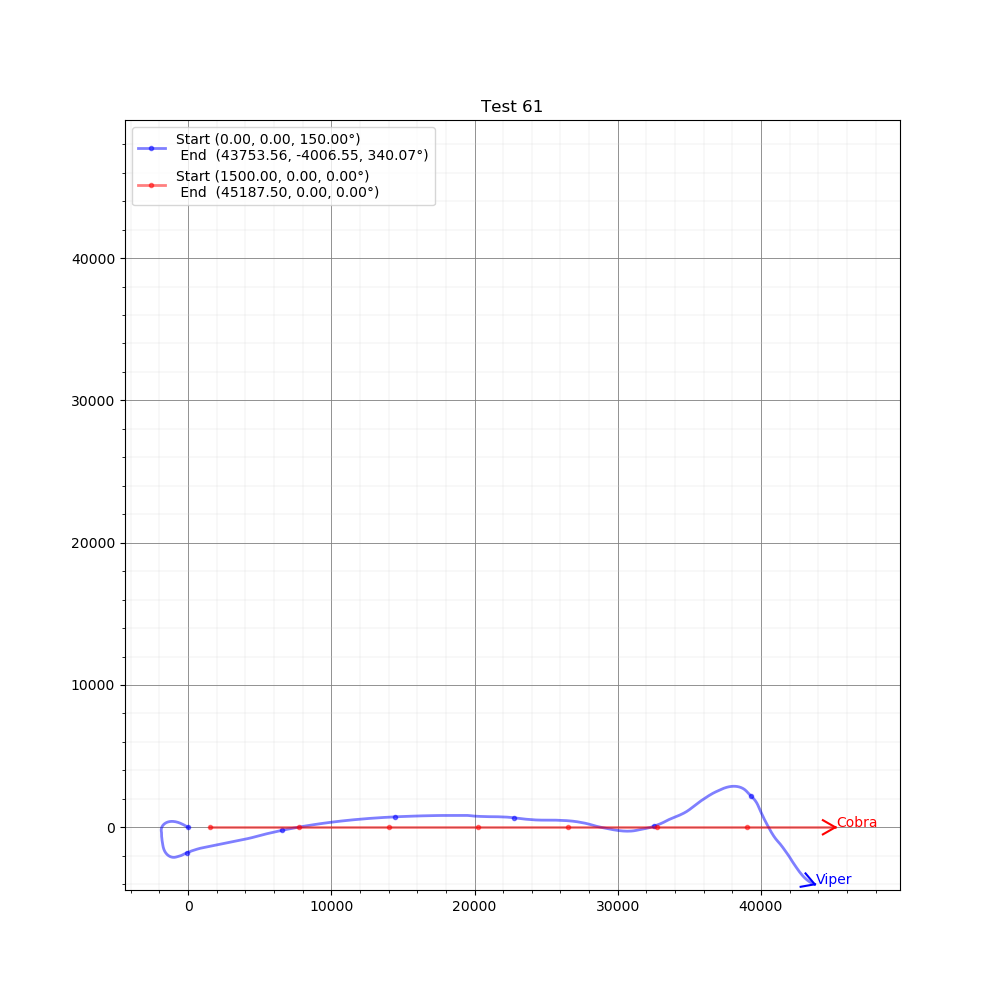 Test 61
Start (0.00, 0.00, 150.00°)
End  (43753.56, -4006.55, 340.07°)
Start (1500.00, 0.00, 0.00°)
End  (45187.50, 0.00, 0.00°)
40000
30000
20000
10000
0
Cobra
Viper
0
10000
20000
30000
40000